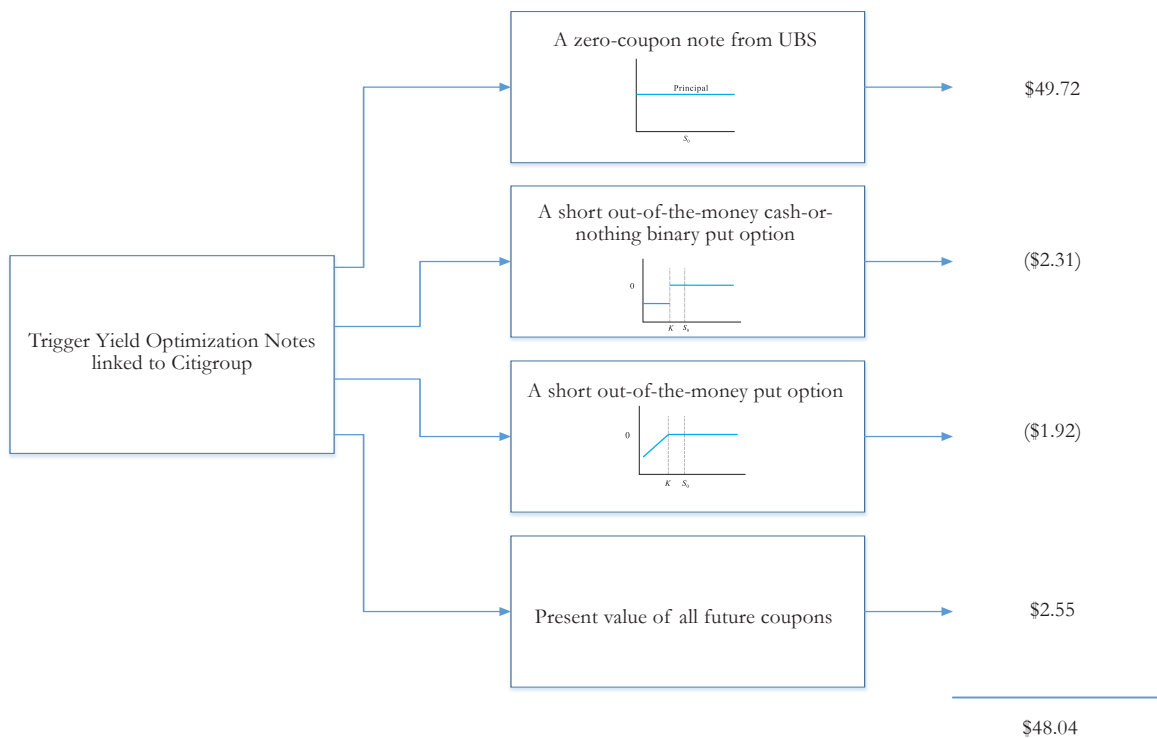 A zero-coupon note from UBS
Principal
S0
$49.72
A short out-of-the-money cash-or-
nothing binary put option
0
K S0
($2.31)
Trigger Yield Optimization Notes
linked to Citigroup
A short out-of-the-money put option
0
K S0
($1.92)
Present value of all future coupons
$2.55
$48.04